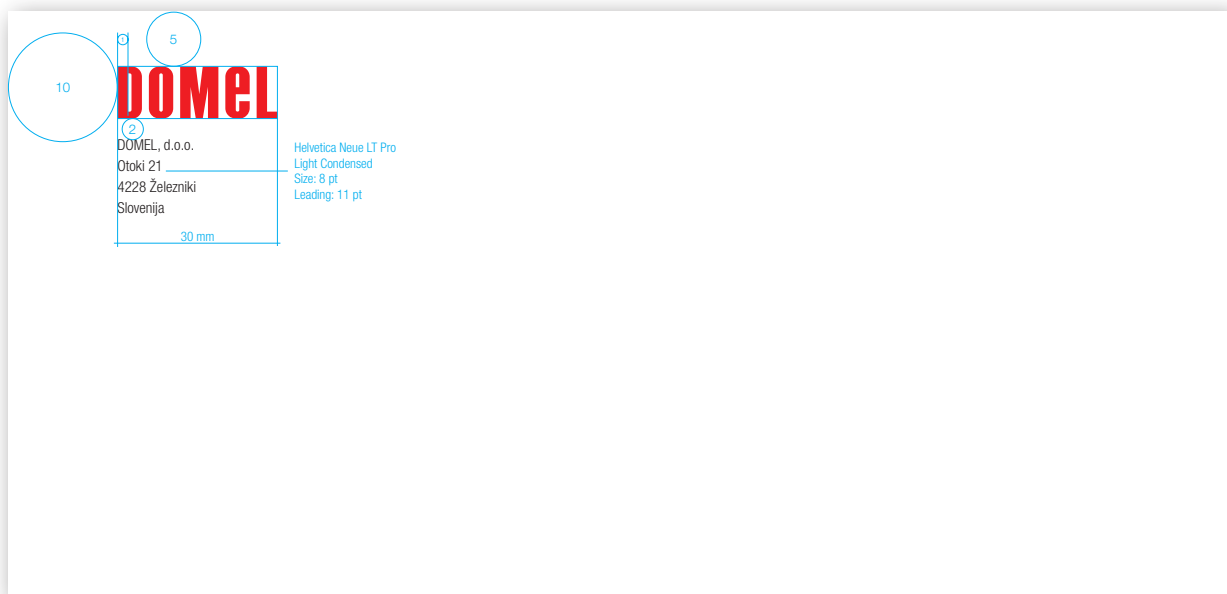 5
10
DOMEL
2
DOMEL, d.o.o.
Otoki 21
4228 Železniki
Slovenija
Helvetica Neue LT Pro
Light Condensed
Size: 8 pt
Leading: 11 pt
30 mm